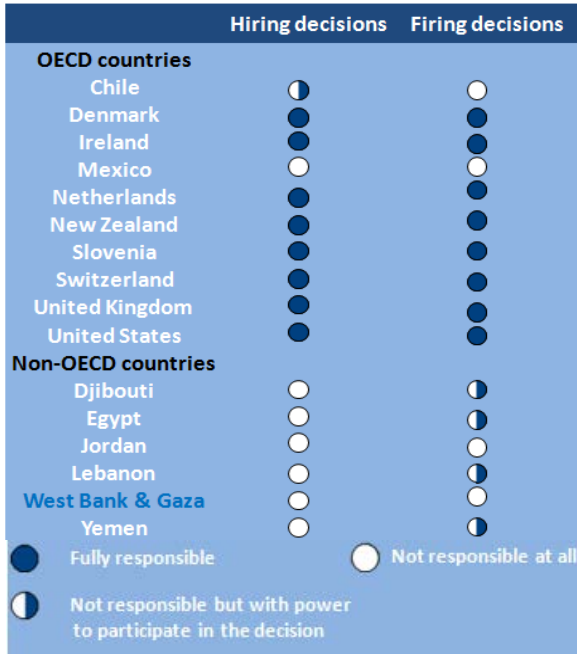 Hiring decisions Firing decisions
OECD countries
Chile
Denmark
Ireland
Mexico
Netherlands
New Zealand
Slovenia
Switzerland
United Kingdom
United States
Non-OECD countries
Djibouti
Egypt
Jordan
Lebanon
West Bank & Gaza
Yemen
Fully responsible Not responsible at all
Not responsible but with power
to participate in the decision